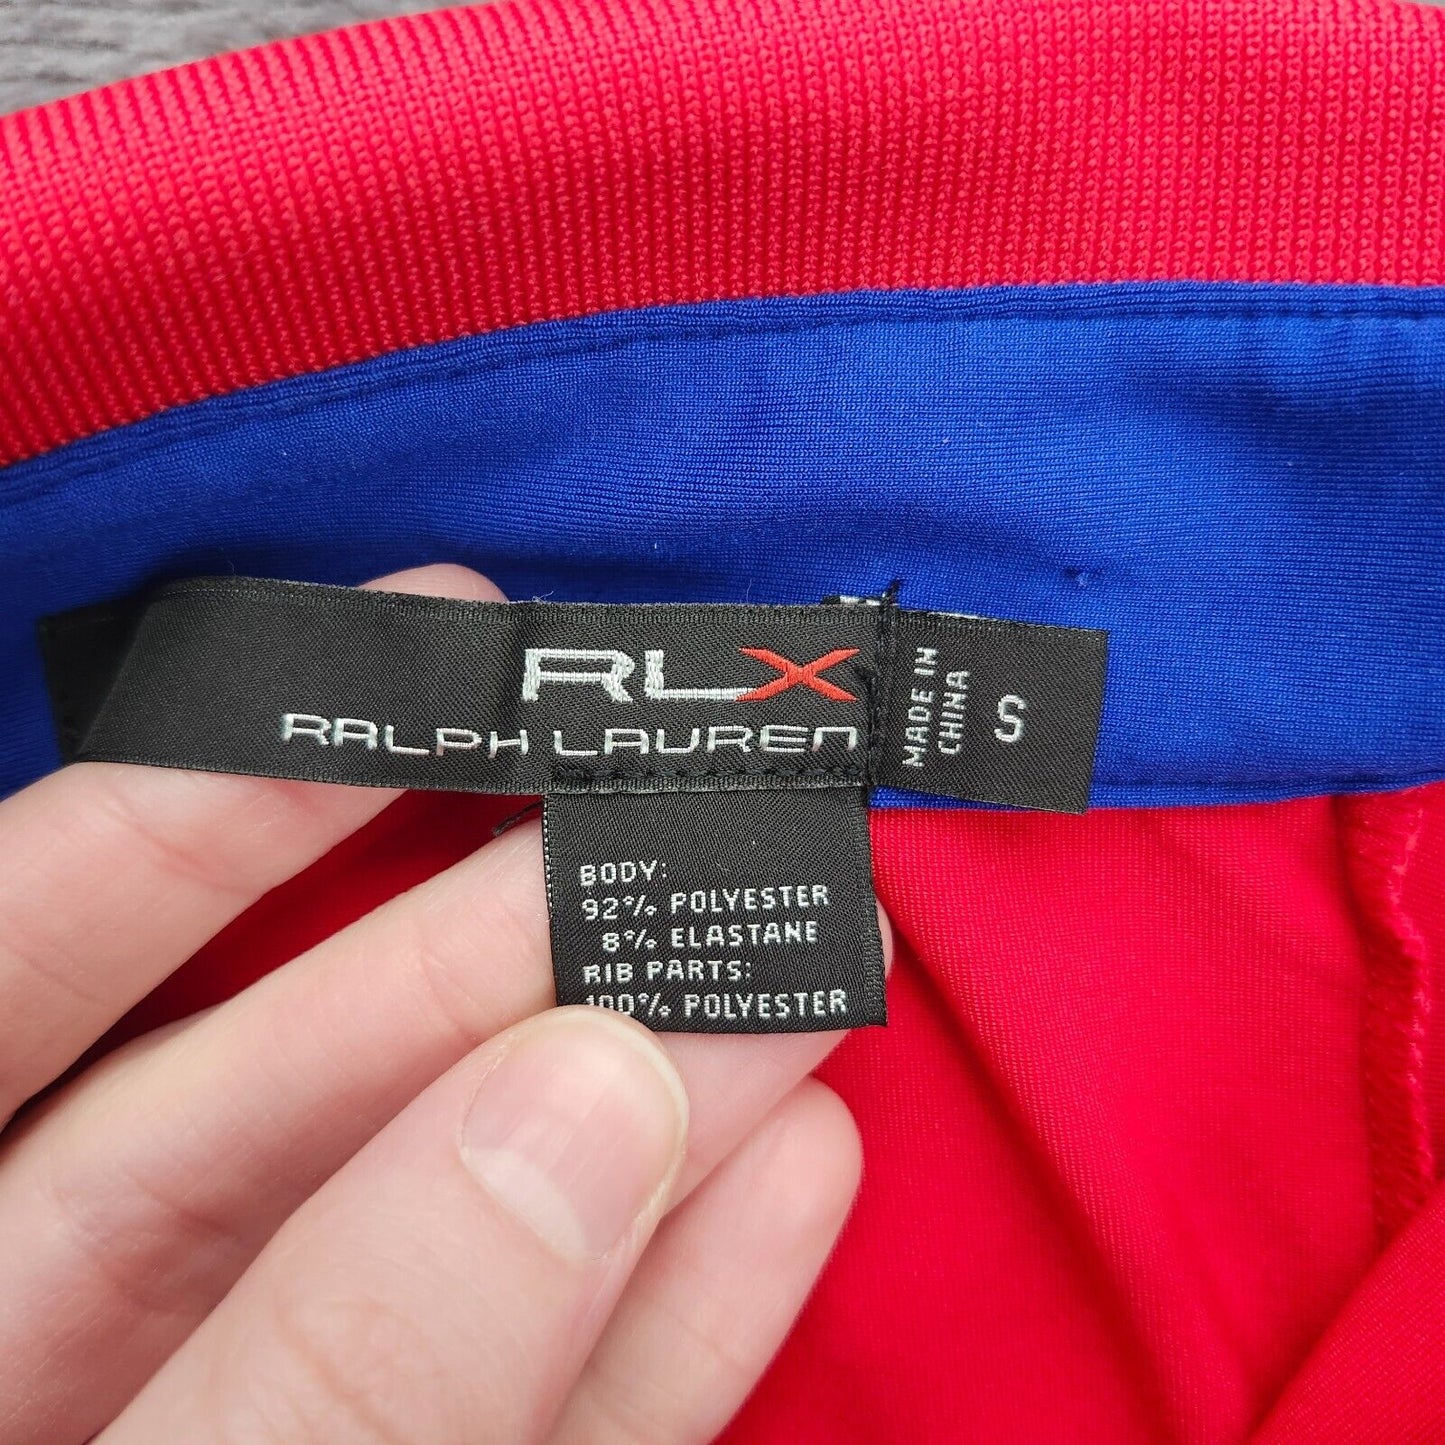 RLX
RALPH LAUREN
MADE IN
CHINA
S
BODY:
92% POLYESTER
8% ELASTANE
RIB PARTS:
100% POLYESTER